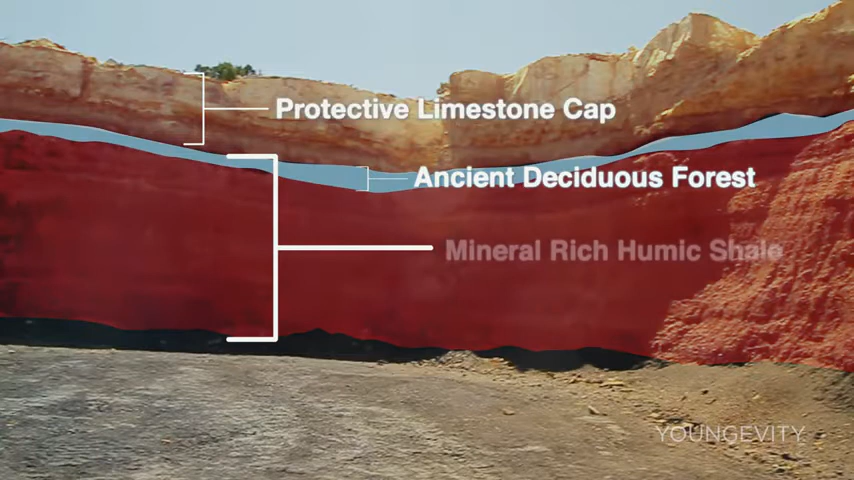 Protective Limestone Cap
Ancient Deciduous Forest
Mineral Rich Humic Shale
YOUNGEVITY